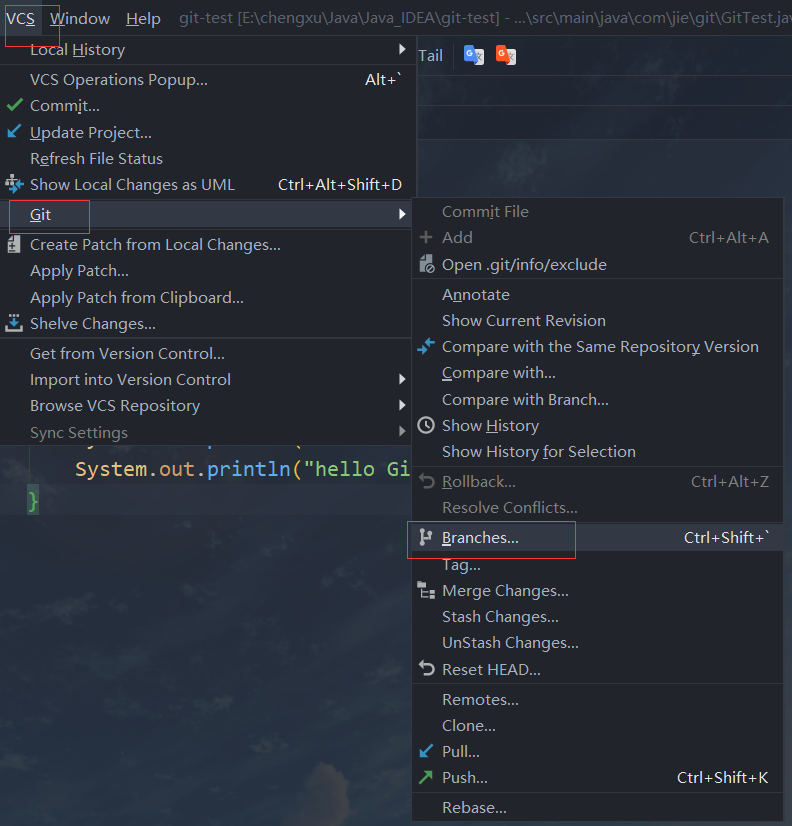 VCS Window Help git-test [E:\chengxu\Java\Java_IDEA\git-test] - ...\src\main\java\com\jie\git\GitTest.jav
Local History
Tail
VCS Operations Popup... Alt+`
Commit...
Update Project...
Refresh File Status
Show Local Changes as UML Ctrl+Alt+Shift+D
Git
Create Patch from Local Changes...
Apply Patch...
Apply Patch from Clipboard...
Shelve Changes...
Get from Version Control...
Import into Version Control
Browse VCS Repository
Sync Settings
System.out.println("hello Gi
}
Commit File
Add Ctrl+Alt+A
Open .git/info/exclude
Annotate
Show Current Revision
Compare with the Same Repository Version
Compare with...
Compare with Branch...
Show History
Show History for Selection
Rollback... Ctrl+Alt+Z
Resolve Conflicts...
Branches... Ctrl+Shift+`
Tag...
Merge Changes...
Stash Changes...
UnStash Changes...
Reset HEAD...
Remotes...
Clone...
Pull...
Push... Ctrl+Shift+K
Rebase...